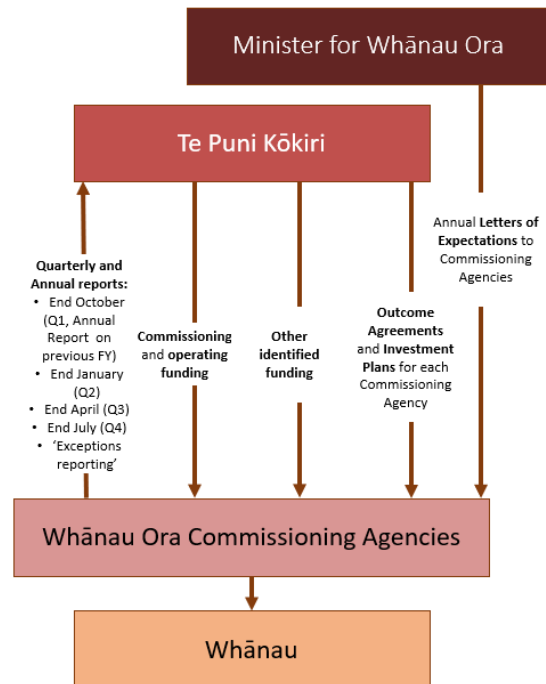 Minister for Whānau Ora
Te Puni Kōkiri
Quarterly and
Annual reports:
• End October
(Q1, Annual
Report on
previous FY)
• End January
(Q2)
• End April (Q3)
• End July (Q4)
• ‘Exceptions
reporting’
Commissioning
and operating
funding
Other
identified
funding
Outcome
Agreements
and Investment
Plans for each
Commissioning
Agency
Annual Letters of
Expectations to
Commissioning
Agencies
Whānau Ora Commissioning Agencies
Whānau